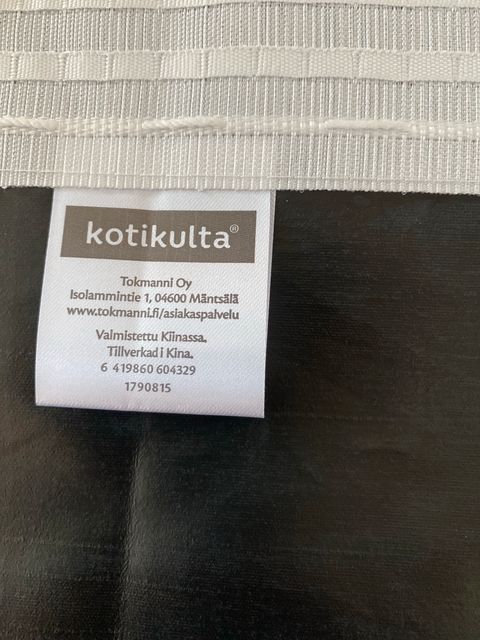 kotikulta®
Tokmanni Oy
Isolammintie 1, 04600 Mäntsälä
www.tokmanni.fi/asiakaspalvelu
Valmistettu Kiinassa.
Tillverkad i Kina.
6 419860 604329
1790815